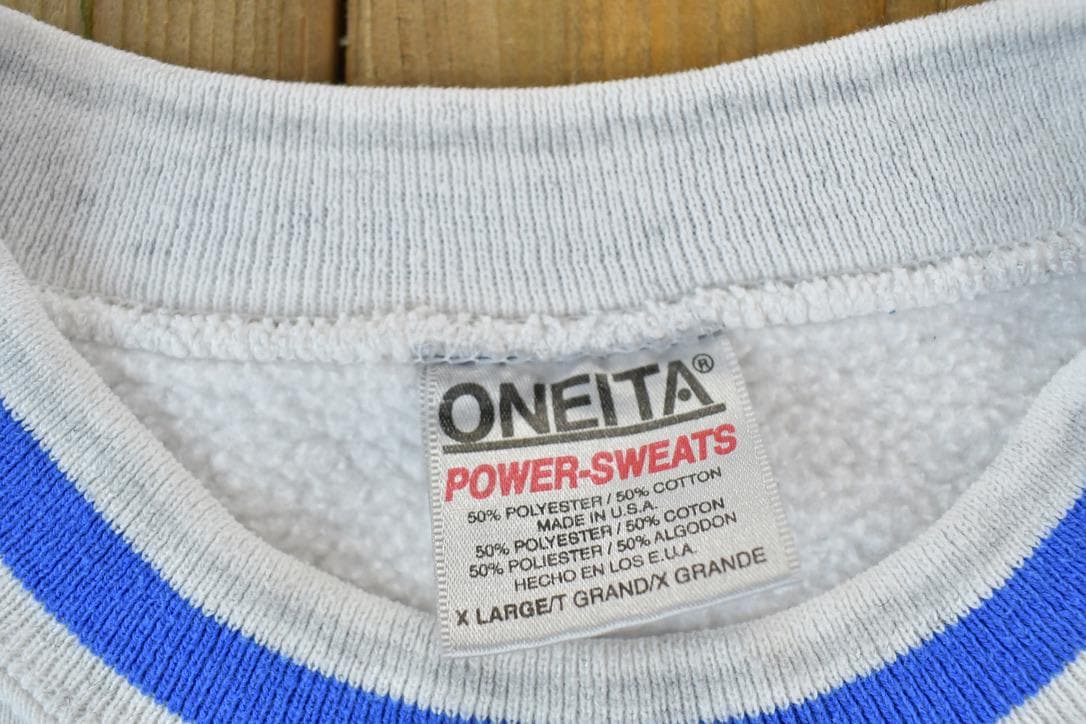 ONEITA®
POWER-SWEATS
50% POLYESTER / 50% COTTON
MADE IN U.S.A.
50% POLYESTER / 50% COTON
50% POLIESTER / 50% ALGODON
HECHO EN LOS E.U.A.
X LARGE/T GRAND/X GRANDE